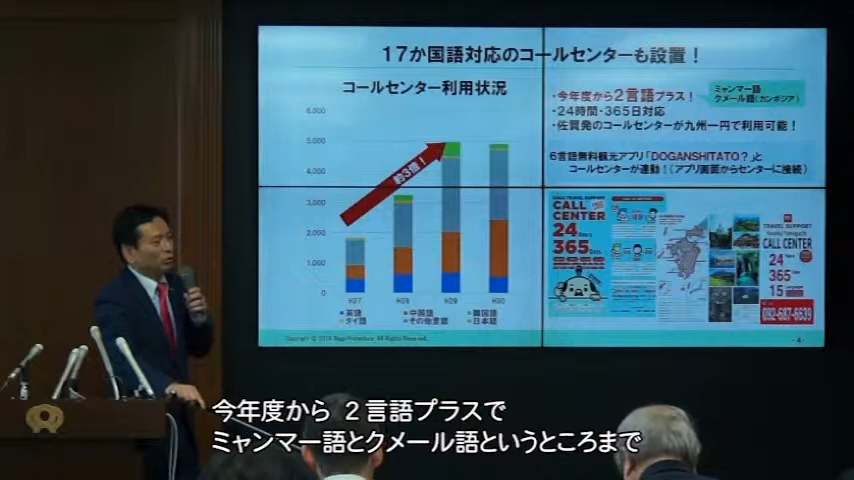 17か国語対応のコールセンターも設置！
コールセンター利用状況
6,000
5,000
4,000
3,000
2,000
1,000
0
約3倍！
H27
H28
H29
H30
英語
中国語
韓国語
タイ語
その他言語
日本語
・今年度から2言語プラス！
ミャンマー語
クメール語(カンボジア)
・24時間・365日対応
・佐賀発のコールセンターが九州一円で利用可能！
6言語無料観光アプリ「DOGANSHITATO？」と
コールセンターが連動！（アプリ画面からセンターに接続）
CALL
CENTER
24
365
TRAVEL SUPPORT
CALL CENTER
24
365
15
092-687-6639
- 4 -
今年度から ２言語プラスで
ミャンマー語とクメール語というところまで